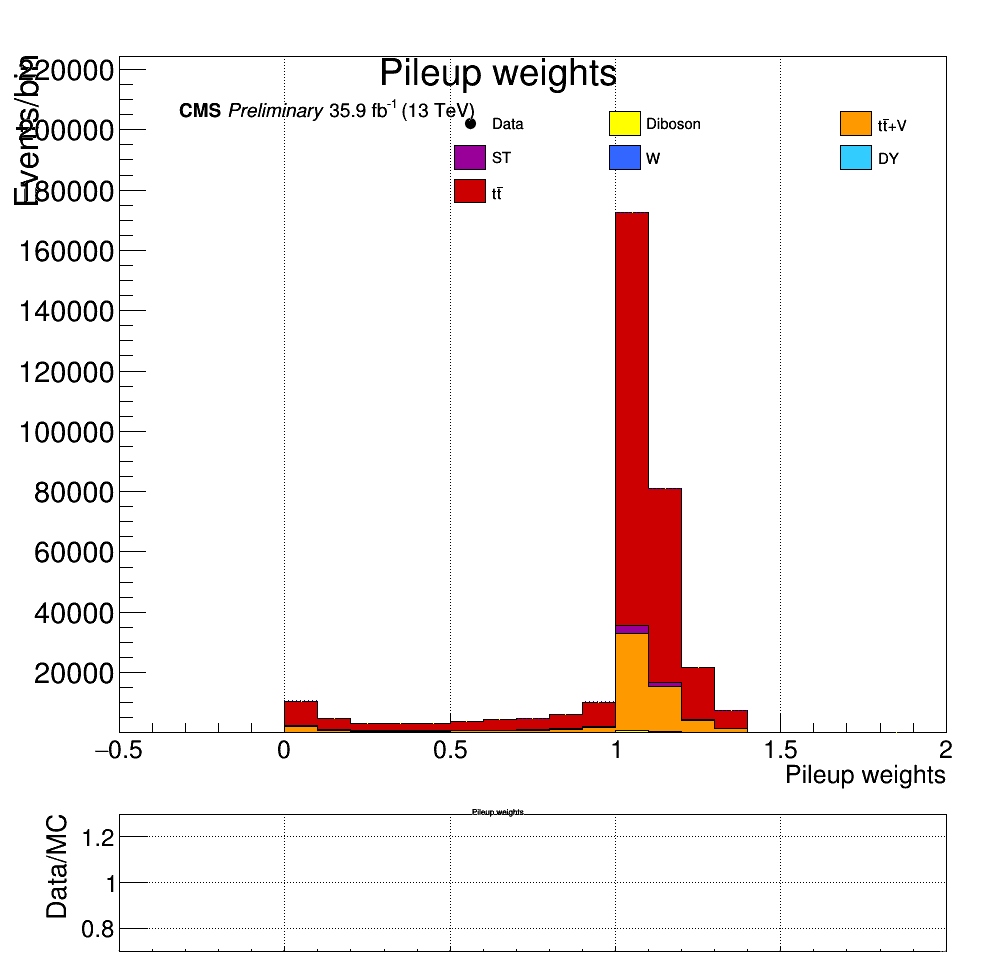 Pileup weights
Events/bin
CMS Preliminary 35.9 fb-1 (13 TeV)
Data
Diboson
tt̄+V
ST
W
DY
tt̄
220000
200000
180000
160000
140000
120000
100000
80000
60000
40000
20000
−0.5 0 0.5 1 1.5 2
Pileup weights
Pileup weights
Data/MC
1.2
1
0.8